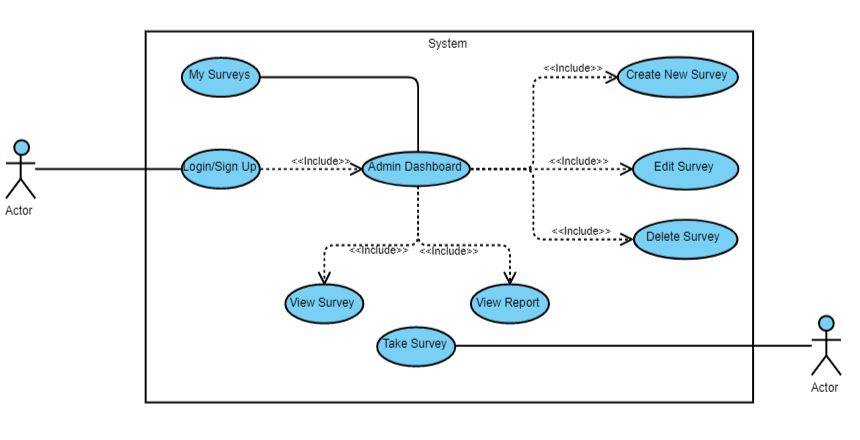 System
My Surveys
<<Include>>
Create New Survey
Login/Sign Up
<<Include>>
Admin Dashboard
<<Include>>
Edit Survey
Actor
<<Include>>
Delete Survey
<<Include>>
<<Include>>
View Survey
View Report
Take Survey
Actor